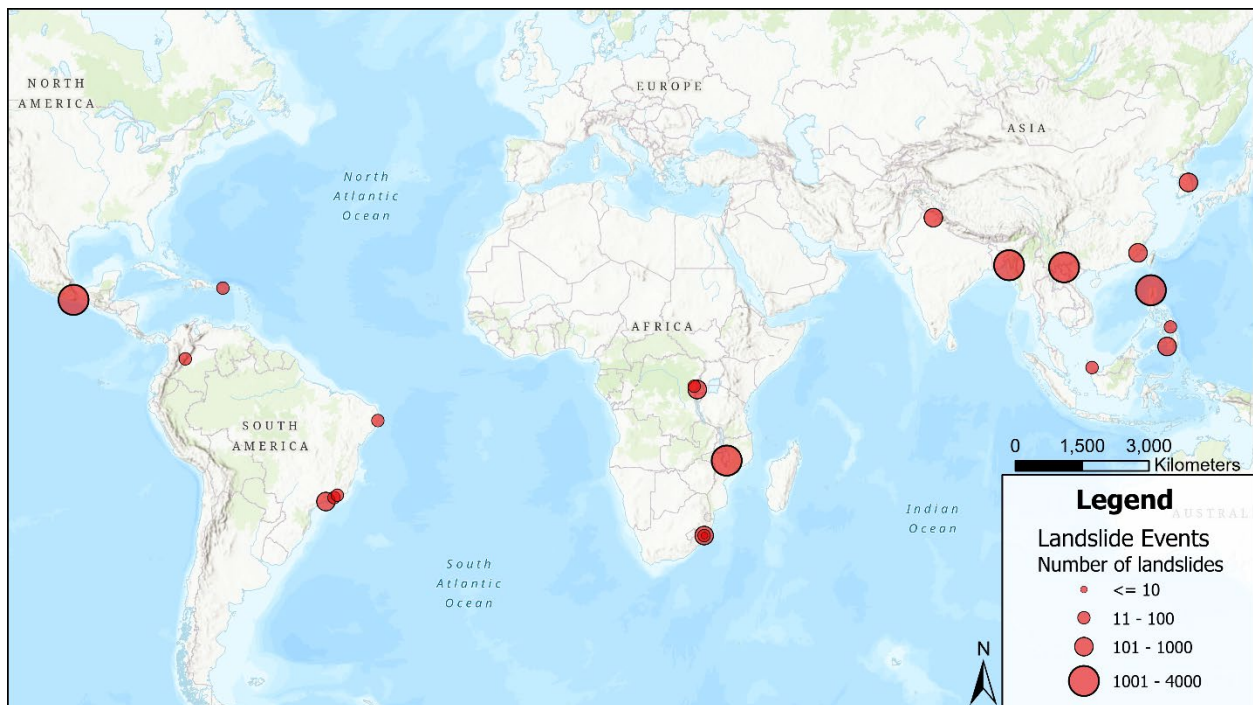 NORTH
AMERICA
EUROPE
ASIA
North
Atlantic
Ocean
AFRICA
SOUTH
AMERICA
Indian
Ocean
South
Atlantic
Ocean
0 1,500 3,000
Kilometers
N
Legend
AUSTRAL
Landslide Events
Number of landslides
<= 10
11 - 100
101 - 1000
1001 - 4000